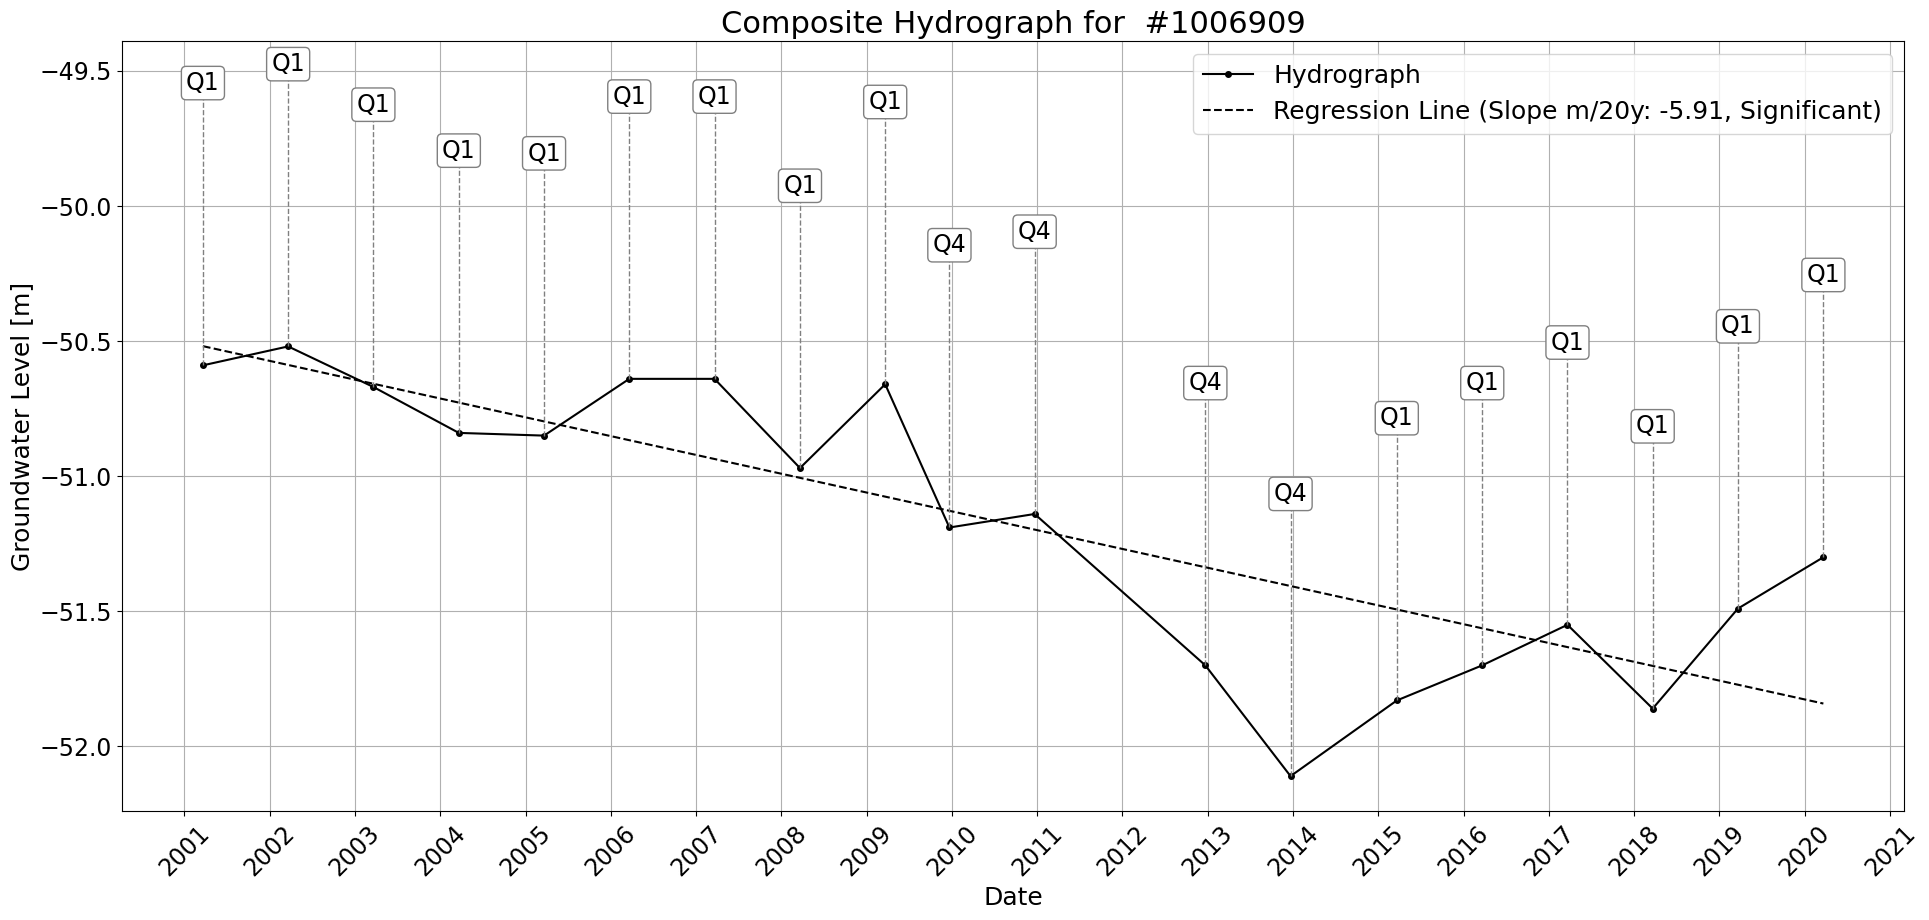 Composite Hydrograph for  #1006909
Hydrograph
Regression Line (Slope m/20y: -5.91, Significant)
Q1
Q1
Q1
Q1
Q1
Q1
Q1
Q1
Q1
Q4
Q4
Q4
Q4
Q1
Q1
Q1
Q1
Q1
Q1
Groundwater Level [m]
−49.5
−50.0
−50.5
−51.0
−51.5
−52.0
2001
2002
2003
2004
2005
2006
2007
2008
2009
2010
2011
2012
2013
2014
2015
2016
2017
2018
2019
2020
2021
Date